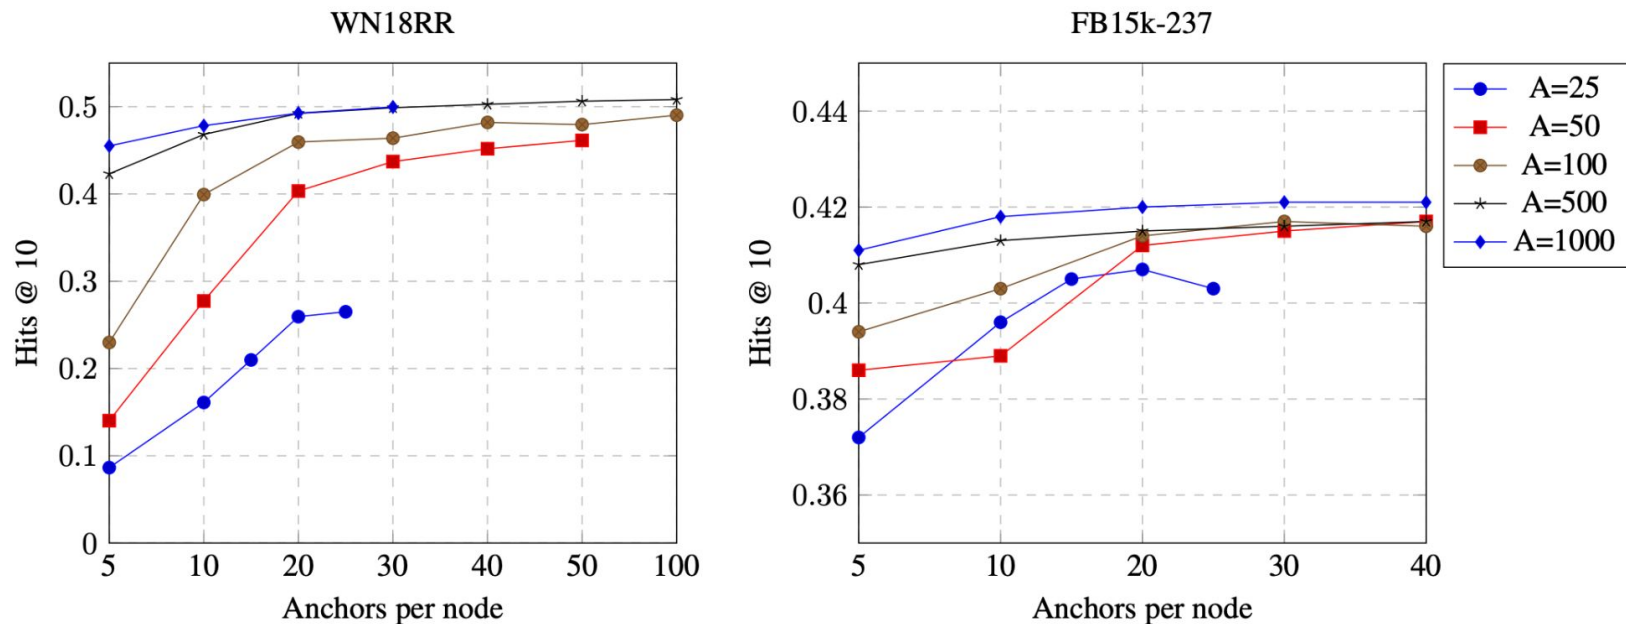 WN18RR
Hits @ 10
0.5
0.4
0.3
0.2
0.1
0
5 10 20 30 40 50 100
Anchors per node
FB15k-237
Hits @ 10
0.44
0.42
0.4
0.38
0.36
5 10 20 30 40
Anchors per node
A=25
A=50
A=100
A=500
A=1000